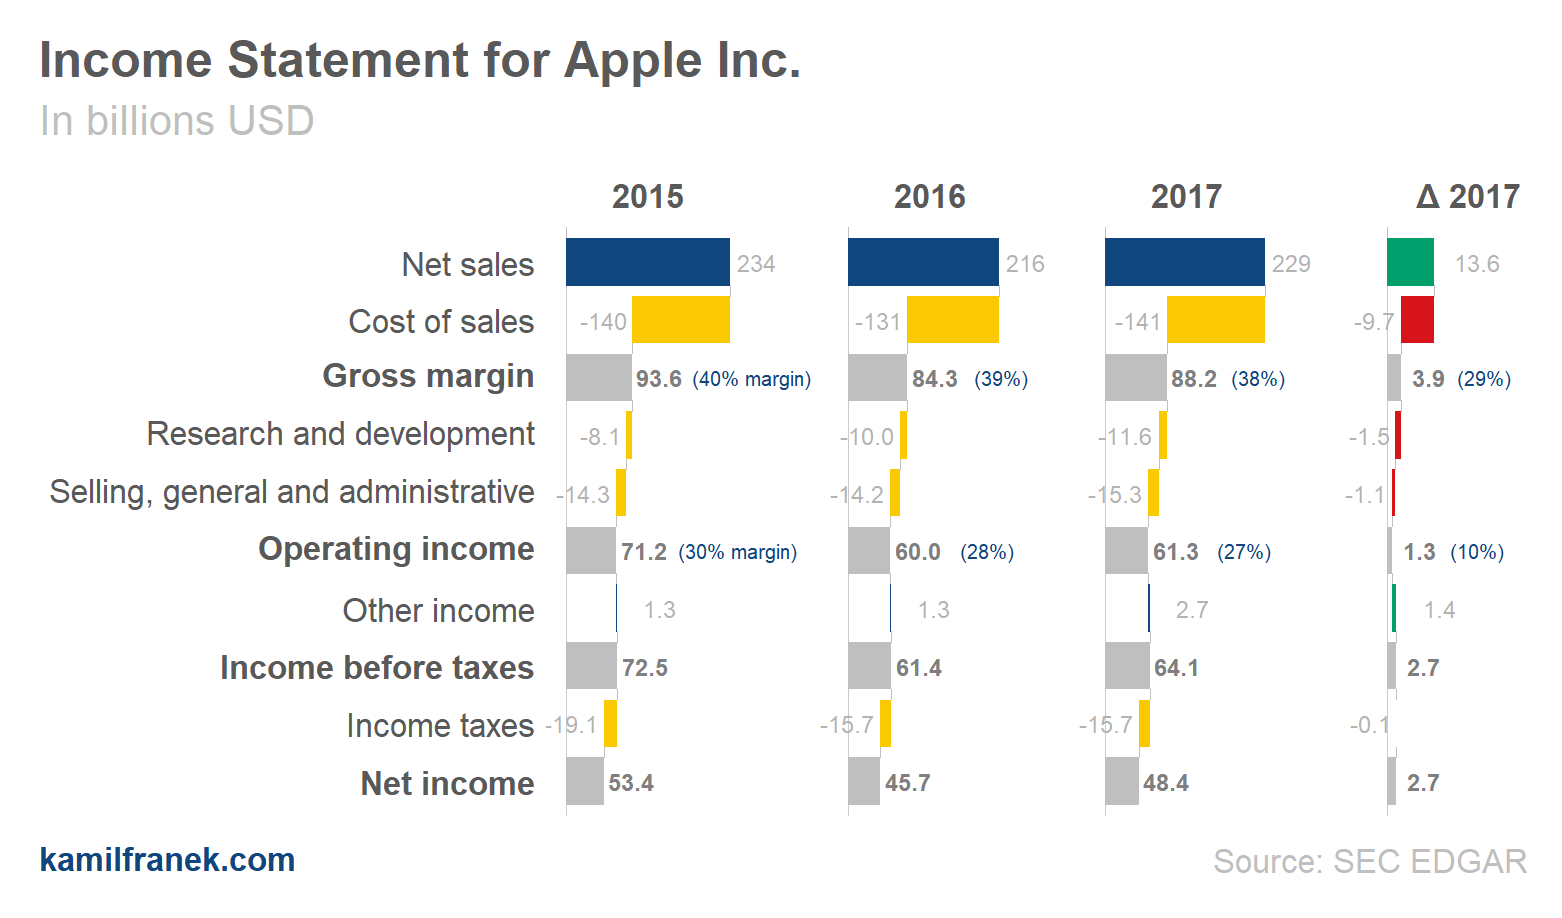 Income Statement for Apple Inc.
In billions USD
2015 2016 2017 Δ 2017
Net sales 234 216 229 13.6
Cost of sales -140 -131 -141 -9.7
Gross margin 93.6 (40% margin) 84.3 (39%) 88.2 (38%) 3.9 (29%)
Research and development -8.1 -10.0 -11.6 -1.5
Selling, general and administrative -14.3 -14.2 -15.3 -1.1
Operating income 71.2 (30% margin) 60.0 (28%) 61.3 (27%) 1.3 (10%)
Other income 1.3 1.3 2.7 1.4
Income before taxes 72.5 61.4 64.1 2.7
Income taxes -19.1 -15.7 -15.7 -0.1
Net income 53.4 45.7 48.4 2.7
kamilfranek.com Source: SEC EDGAR